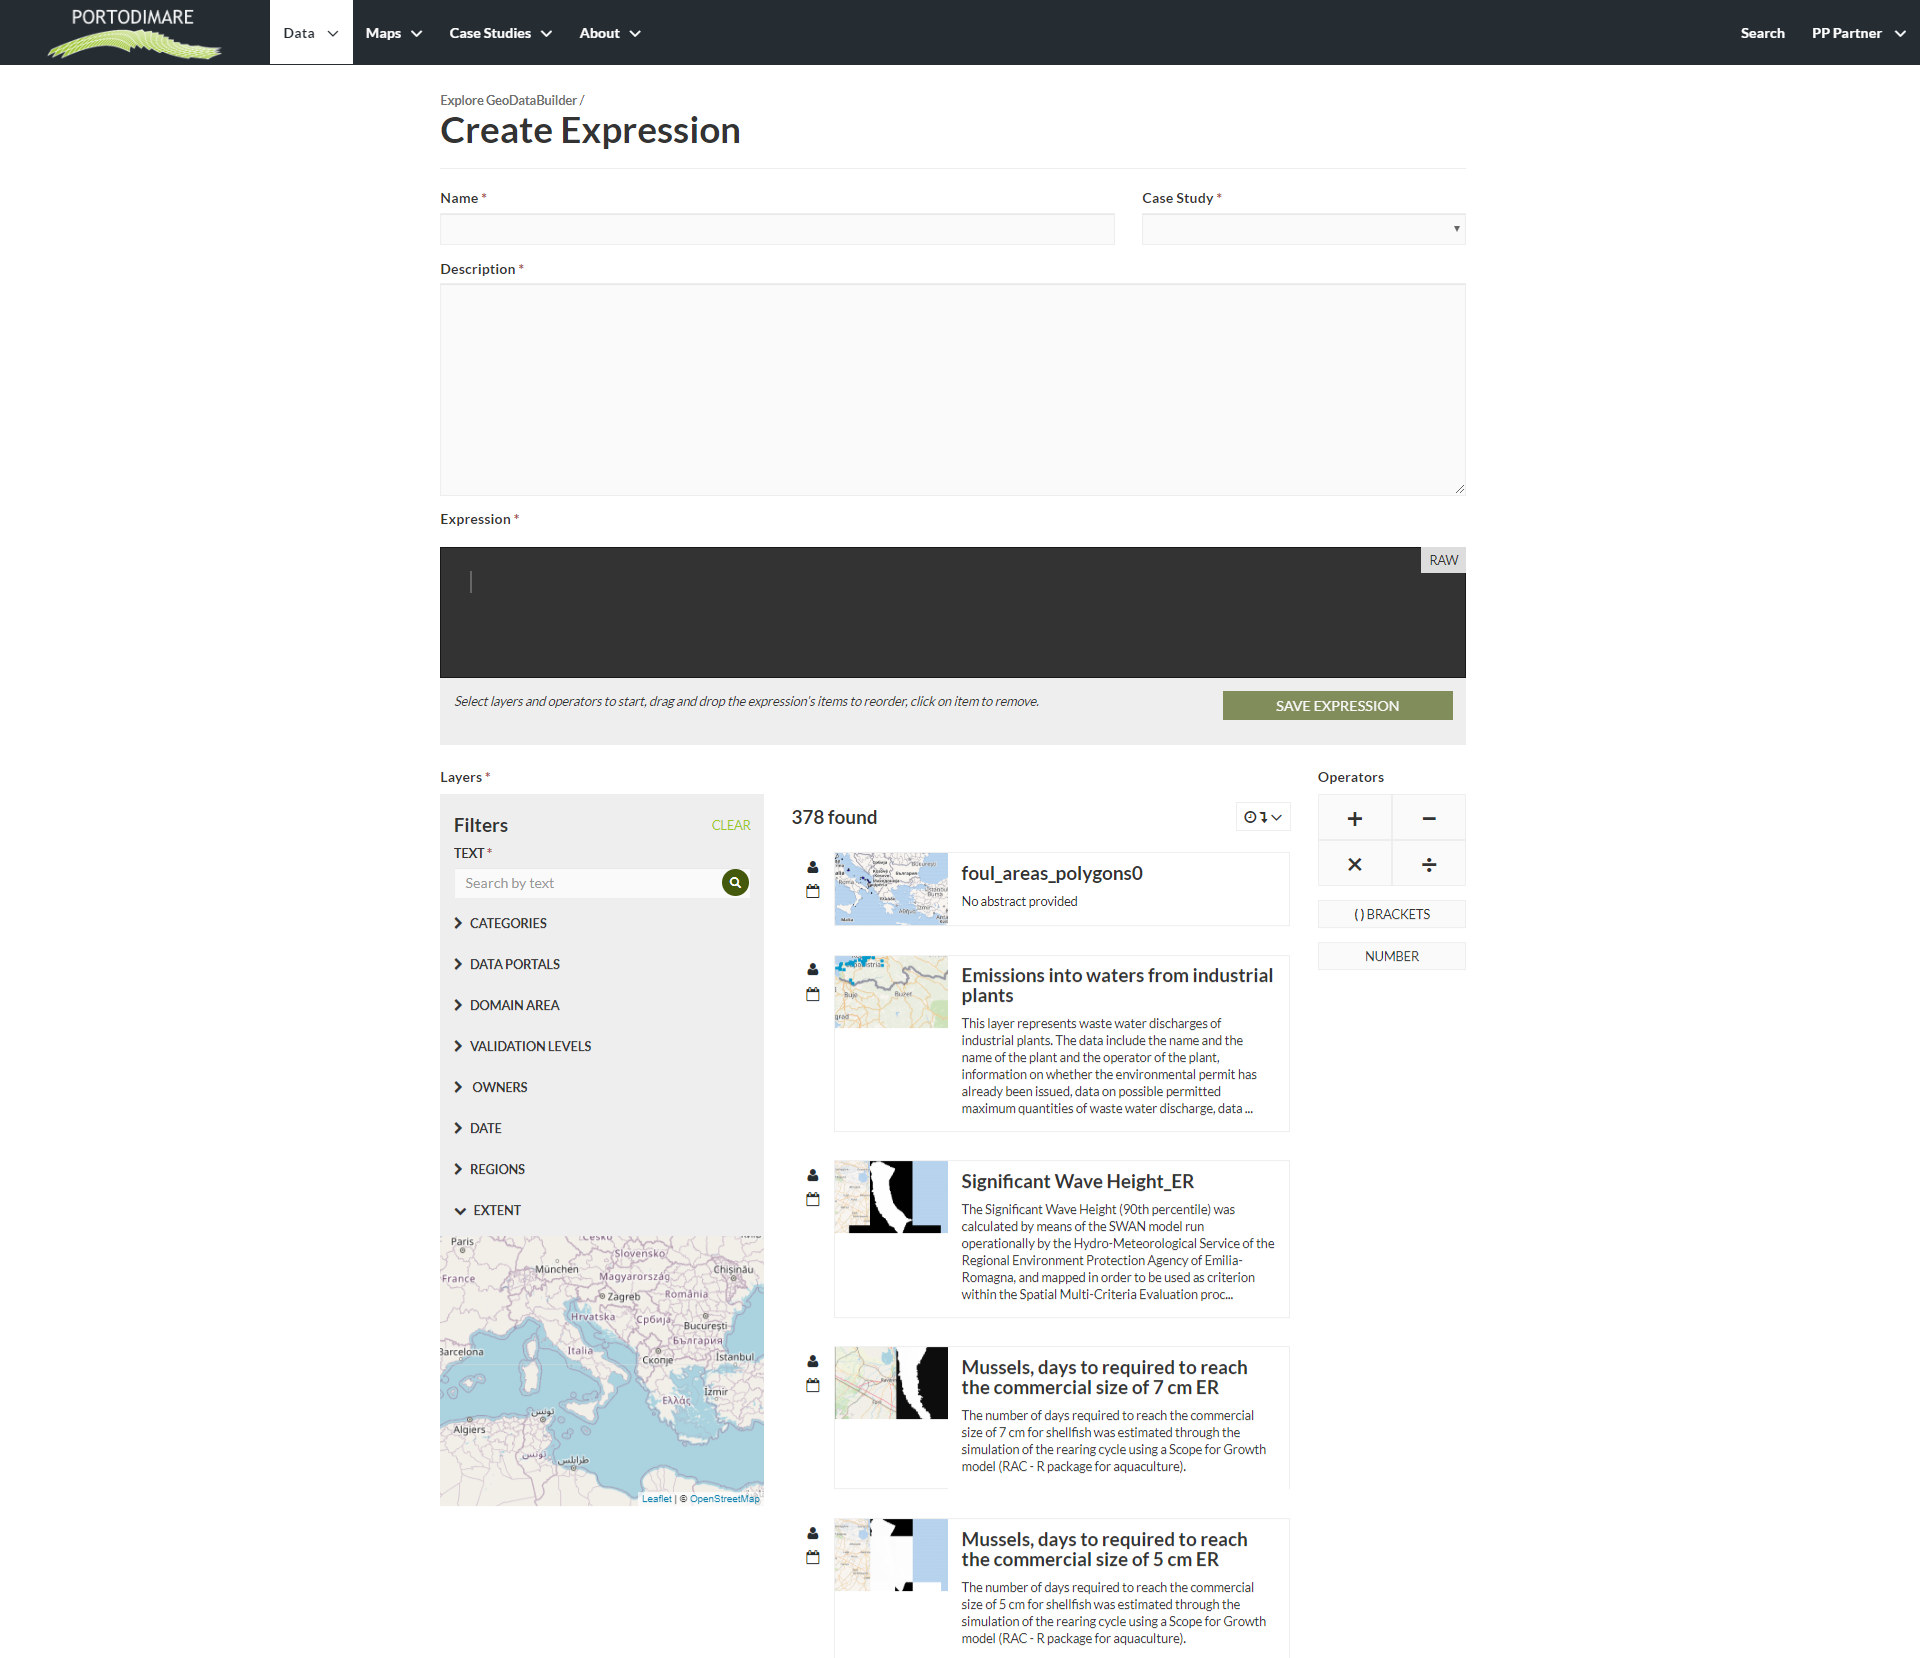 PORTODIMARE
Data
Maps
Case Studies
About
Search
PP Partner
Explore GeoDataBuilder /
Create Expression
Name *
Case Study *
Description *
Expression *
RAW
Select layers and operators to start, drag and drop the expression's items to reorder, click on item to remove.
SAVE EXPRESSION
Layers *
Operators
Filters
CLEAR
TEXT *
Search by text
CATEGORIES
DATA PORTALS
DOMAIN AREA
VALIDATION LEVELS
OWNERS
DATE
REGIONS
EXTENT
Paris
Česko
Slovensko
München
Chișinău
France
Magyarország
Zagreb
România
Hrvatska
Србија
București
България
Barcelona
Italia
Скопје
Istanbul
İzmir
Ελλάς
تونس
Algiers
تونس
طرابلس
Leaflet | © OpenStreetMap
378 found
foul_areas_polygons0
No abstract provided
Emissions into waters from industrial
plants
This layer represents waste water discharges of
industrial plants. The data include the name and the
name of the plant and the operator of the plant,
information on whether the environmental permit has
already been issued, data on possible permitted
maximum quantities of waste water discharge, data ...
Buje
Buzet
grad
Significant Wave Height_ER
The Significant Wave Height (90th percentile) was
calculated by means of the SWAN model run
operationally by the Hydro-Meteorological Service of the
Regional Environment Protection Agency of Emilia-
Romagna, and mapped in order to be used as criterion
within the Spatial Multi-Criteria Evaluation proc...
Mussels, days to required to reach
the commercial size of 7 cm ER
The number of days required to reach the commercial
size of 7 cm for shellfish was estimated through the
simulation of the rearing cycle using a Scope for Growth
model (RAC - R package for aquaculture).
Mussels, days to required to reach
the commercial size of 5 cm ER
The number of days required to reach the commercial
size of 5 cm for shellfish was estimated through the
simulation of the rearing cycle using a Scope for Growth
model (RAC - R package for aquaculture).
+ −
× ÷
( ) BRACKETS
NUMBER